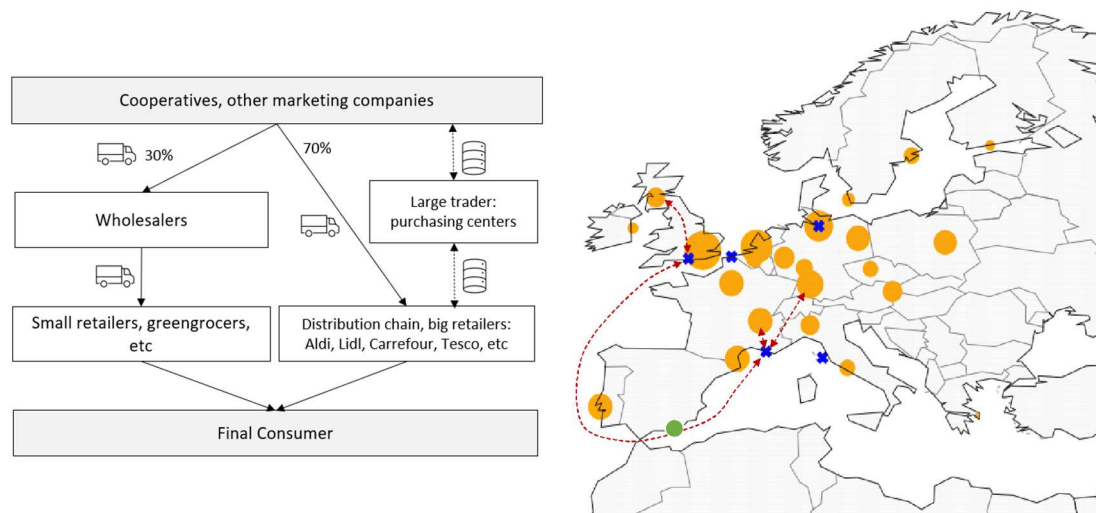 Cooperatives, other marketing companies
30%
70%
Wholesalers
Large trader:
purchasing centers
Small retailers, greengrocers,
etc
Distribution chain, big retailers:
Aldi, Lidl, Carrefour, Tesco, etc
Final Consumer